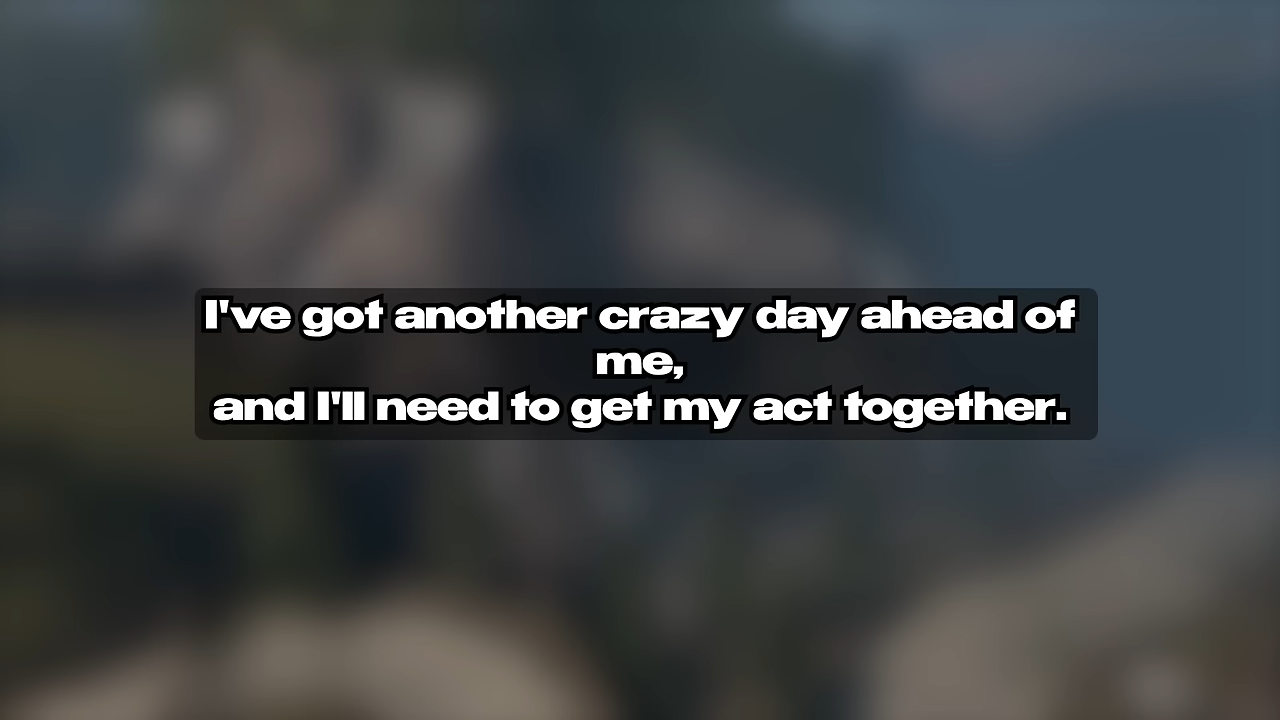 I've got another crazy day ahead of
me,
and I'll need to get my act together.